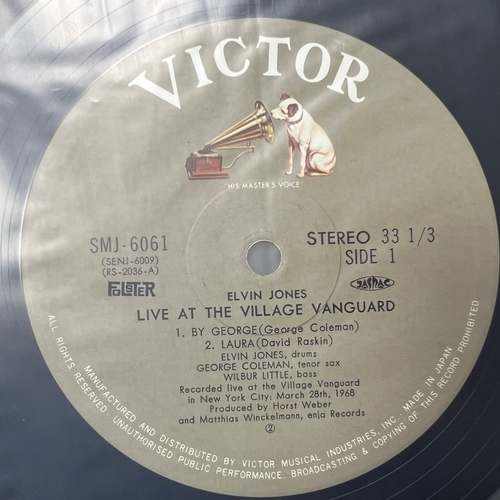 VICTOR
"HIS MASTER'S VOICE"
SMJ-6061
(SENJ-6009)
(RS-2036-A)
STEREO 33 1/3
SIDE 1
JASRAC
ELVIN JONES
LIVE AT THE VILLAGE VANGUARD
1. BY GEORGE(George Coleman)
2. LAURA(David Raskin)
ELVIN JONES, drums
GEORGE COLEMAN, tenor sax
WILBUR LITTLE, bass
Recorded live at the Village Vanguard
in New York City: March 28th, 1968
Produced by Horst Weber
and Matthias Winckelmann, enja Records
②
MANUFACTURED AND DISTRIBUTED BY VICTOR MUSICAL INDUSTRIES, INC. MADE IN JAPAN
ALL RIGHTS RESERVED. UNAUTHORISED PUBLIC PERFORMANCE, BROADCASTING & COPYING OF THIS RECORD